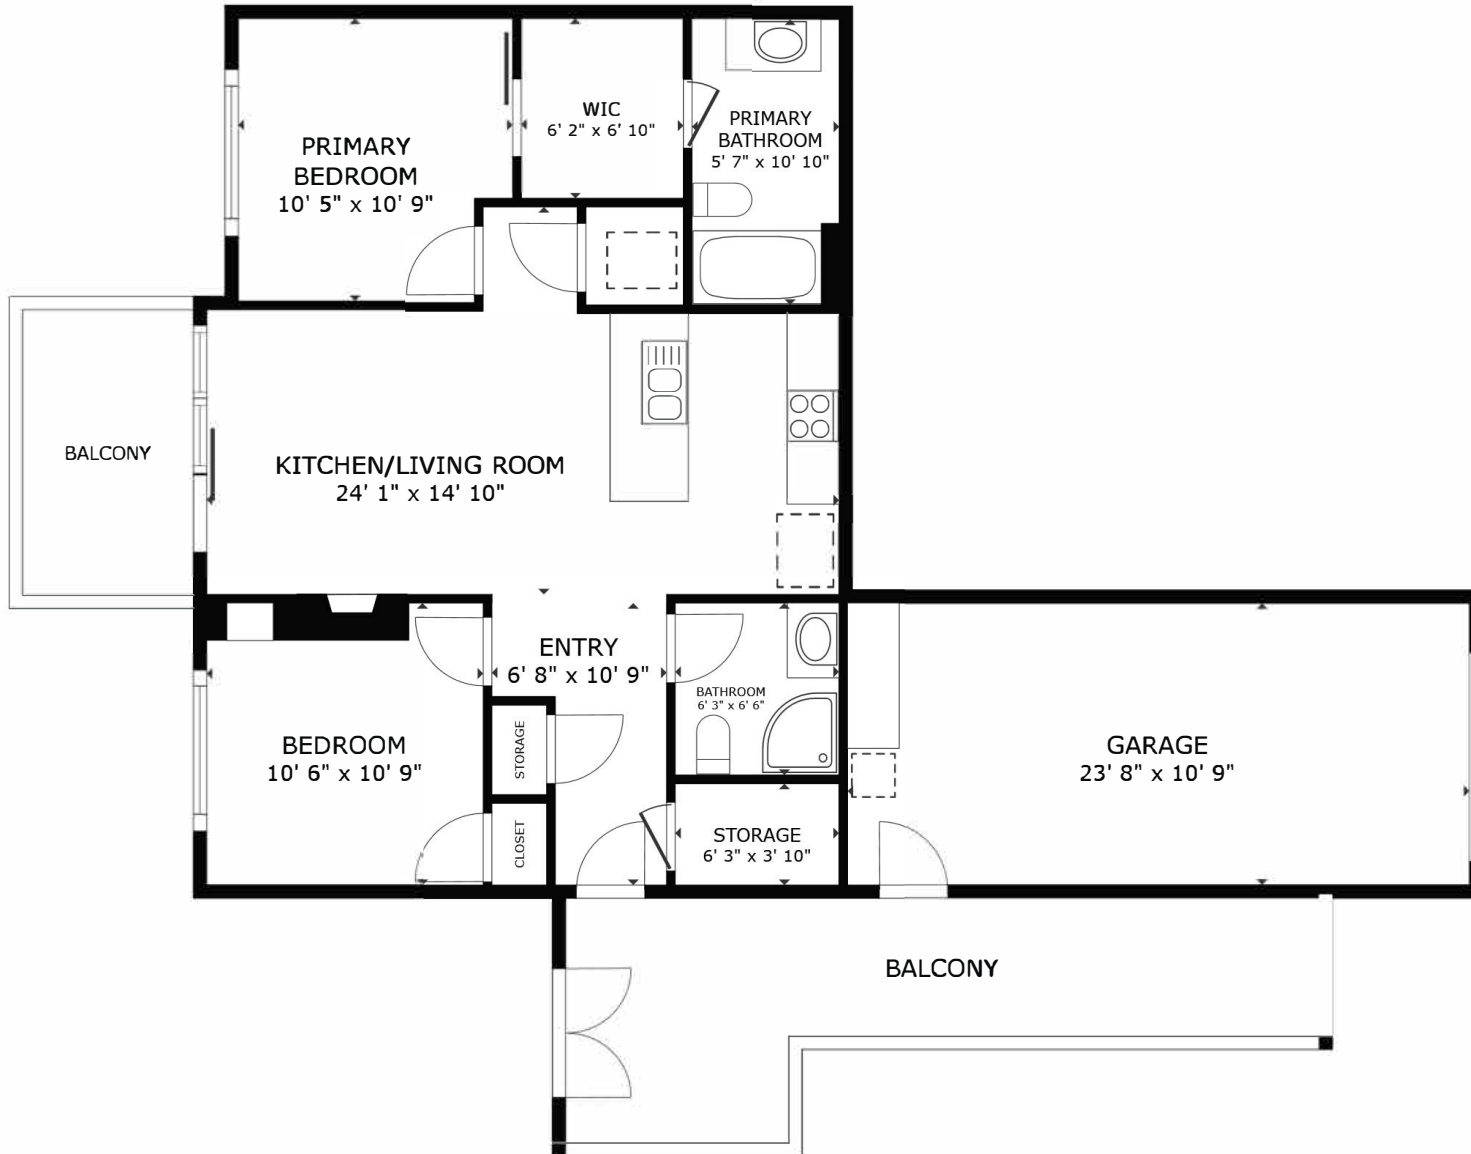 PRIMARY
BEDROOM
10' 5" x 10' 9"
WIC
6' 2" x 6' 10"
PRIMARY
BATHROOM
5' 7" x 10' 10"
BALCONY
KITCHEN/LIVING ROOM
24' 1" x 14' 10"
ENTRY
6' 8" x 10' 9"
BATHROOM
6' 3" x 6' 6"
BEDROOM
10' 6" x 10' 9"
STORAGE
CLOSET
STORAGE
6' 3" x 3' 10"
GARAGE
23' 8" x 10' 9"
BALCONY